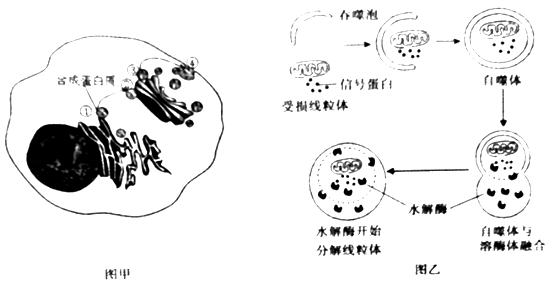 吞噬泡
合成蛋白质
①
②
③
④
信号蛋白
受损线粒体
自噬体
水解酶
水解酶开始
分解线粒体
自噬体与
溶酶体融合
图甲
图乙